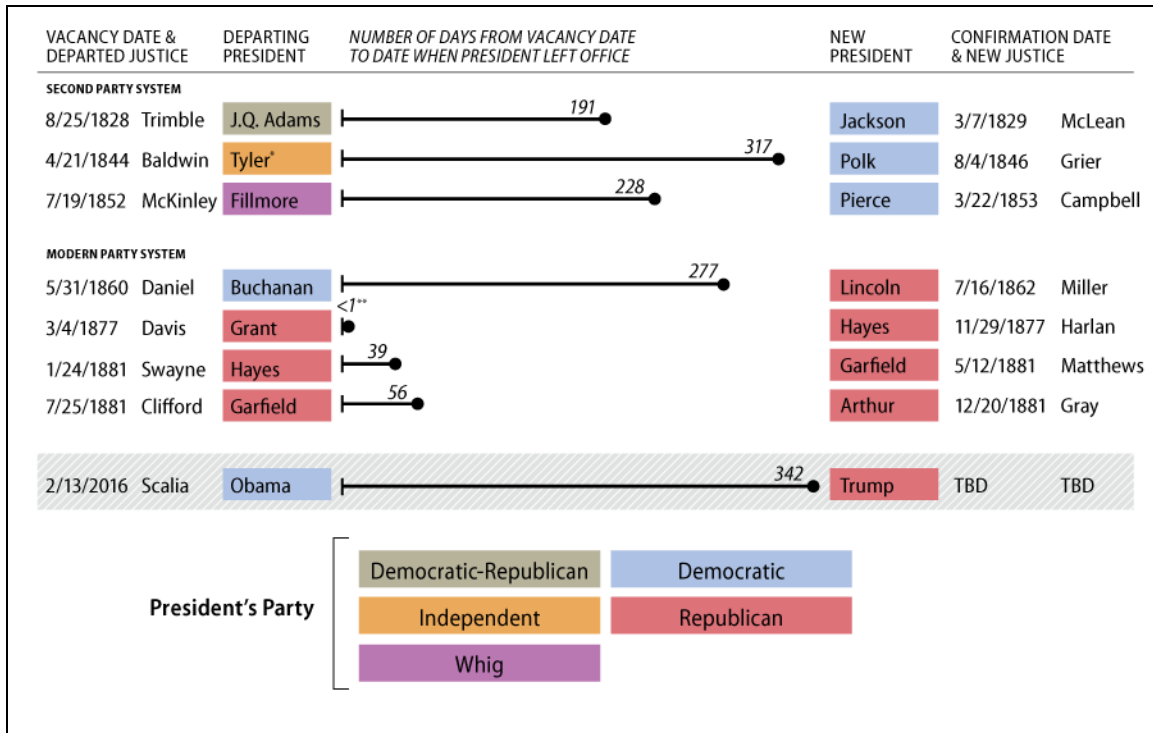 VACANCY DATE & DEPARTING NUMBER OF DAYS FROM VACANCY DATE NEW CONFIRMATION DATE
DEPARTED JUSTICE PRESIDENT TO DATE WHEN PRESIDENT LEFT OFFICE PRESIDENT & NEW JUSTICE
SECOND PARTY SYSTEM
8/25/1828 Trimble J.Q. Adams 191 Jackson 3/7/1829 McLean
4/21/1844 Baldwin Tyler* 317 Polk 8/4/1846 Grier
7/19/1852 McKinley Fillmore 228 Pierce 3/22/1853 Campbell
MODERN PARTY SYSTEM
5/31/1860 Daniel Buchanan 277 Lincoln 7/16/1862 Miller
3/4/1877 Davis Grant <1** Hayes 11/29/1877 Harlan
1/24/1881 Swayne Hayes 39 Garfield 5/12/1881 Matthews
7/25/1881 Clifford Garfield 56 Arthur 12/20/1881 Gray
2/13/2016 Scalia Obama 342 Trump TBD TBD
President's Party
Democratic-Republican Democratic
Independent Republican
Whig